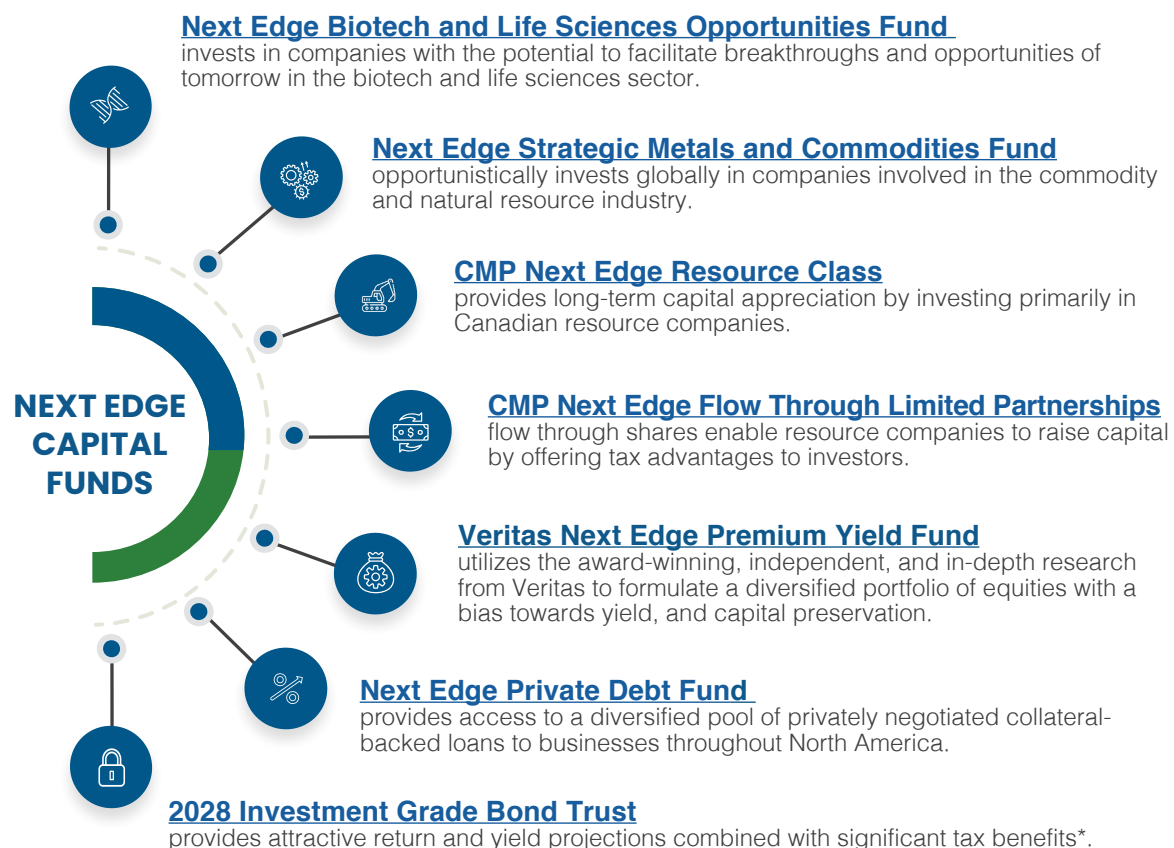 Next Edge Biotech and Life Sciences Opportunities Fund
invests in companies with the potential to facilitate breakthroughs and opportunities of
tomorrow in the biotech and life sciences sector.
Next Edge Strategic Metals and Commodities Fund
opportunistically invests globally in companies involved in the commodity
and natural resource industry.
CMP Next Edge Resource Class
provides long-term capital appreciation by investing primarily in
Canadian resource companies.
NEXT EDGE
CAPITAL
FUNDS
CMP Next Edge Flow Through Limited Partnerships
flow through shares enable resource companies to raise capital
by offering tax advantages to investors.
Veritas Next Edge Premium Yield Fund
utilizes the award-winning, independent, and in-depth research
from Veritas to formulate a diversified portfolio of equities with a
bias towards yield, and capital preservation.
Next Edge Private Debt Fund
provides access to a diversified pool of privately negotiated collateral-
backed loans to businesses throughout North America.
2028 Investment Grade Bond Trust
provides attractive return and yield projections combined with significant tax benefits*.